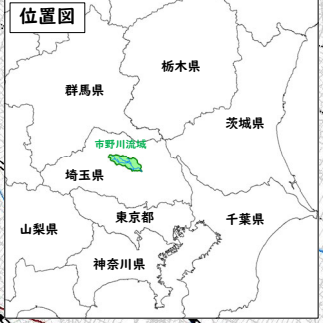 位置図
栃木県
群馬県
茨城県
市野川流域
埼玉県
東京都
千葉県
山梨県
神奈川県